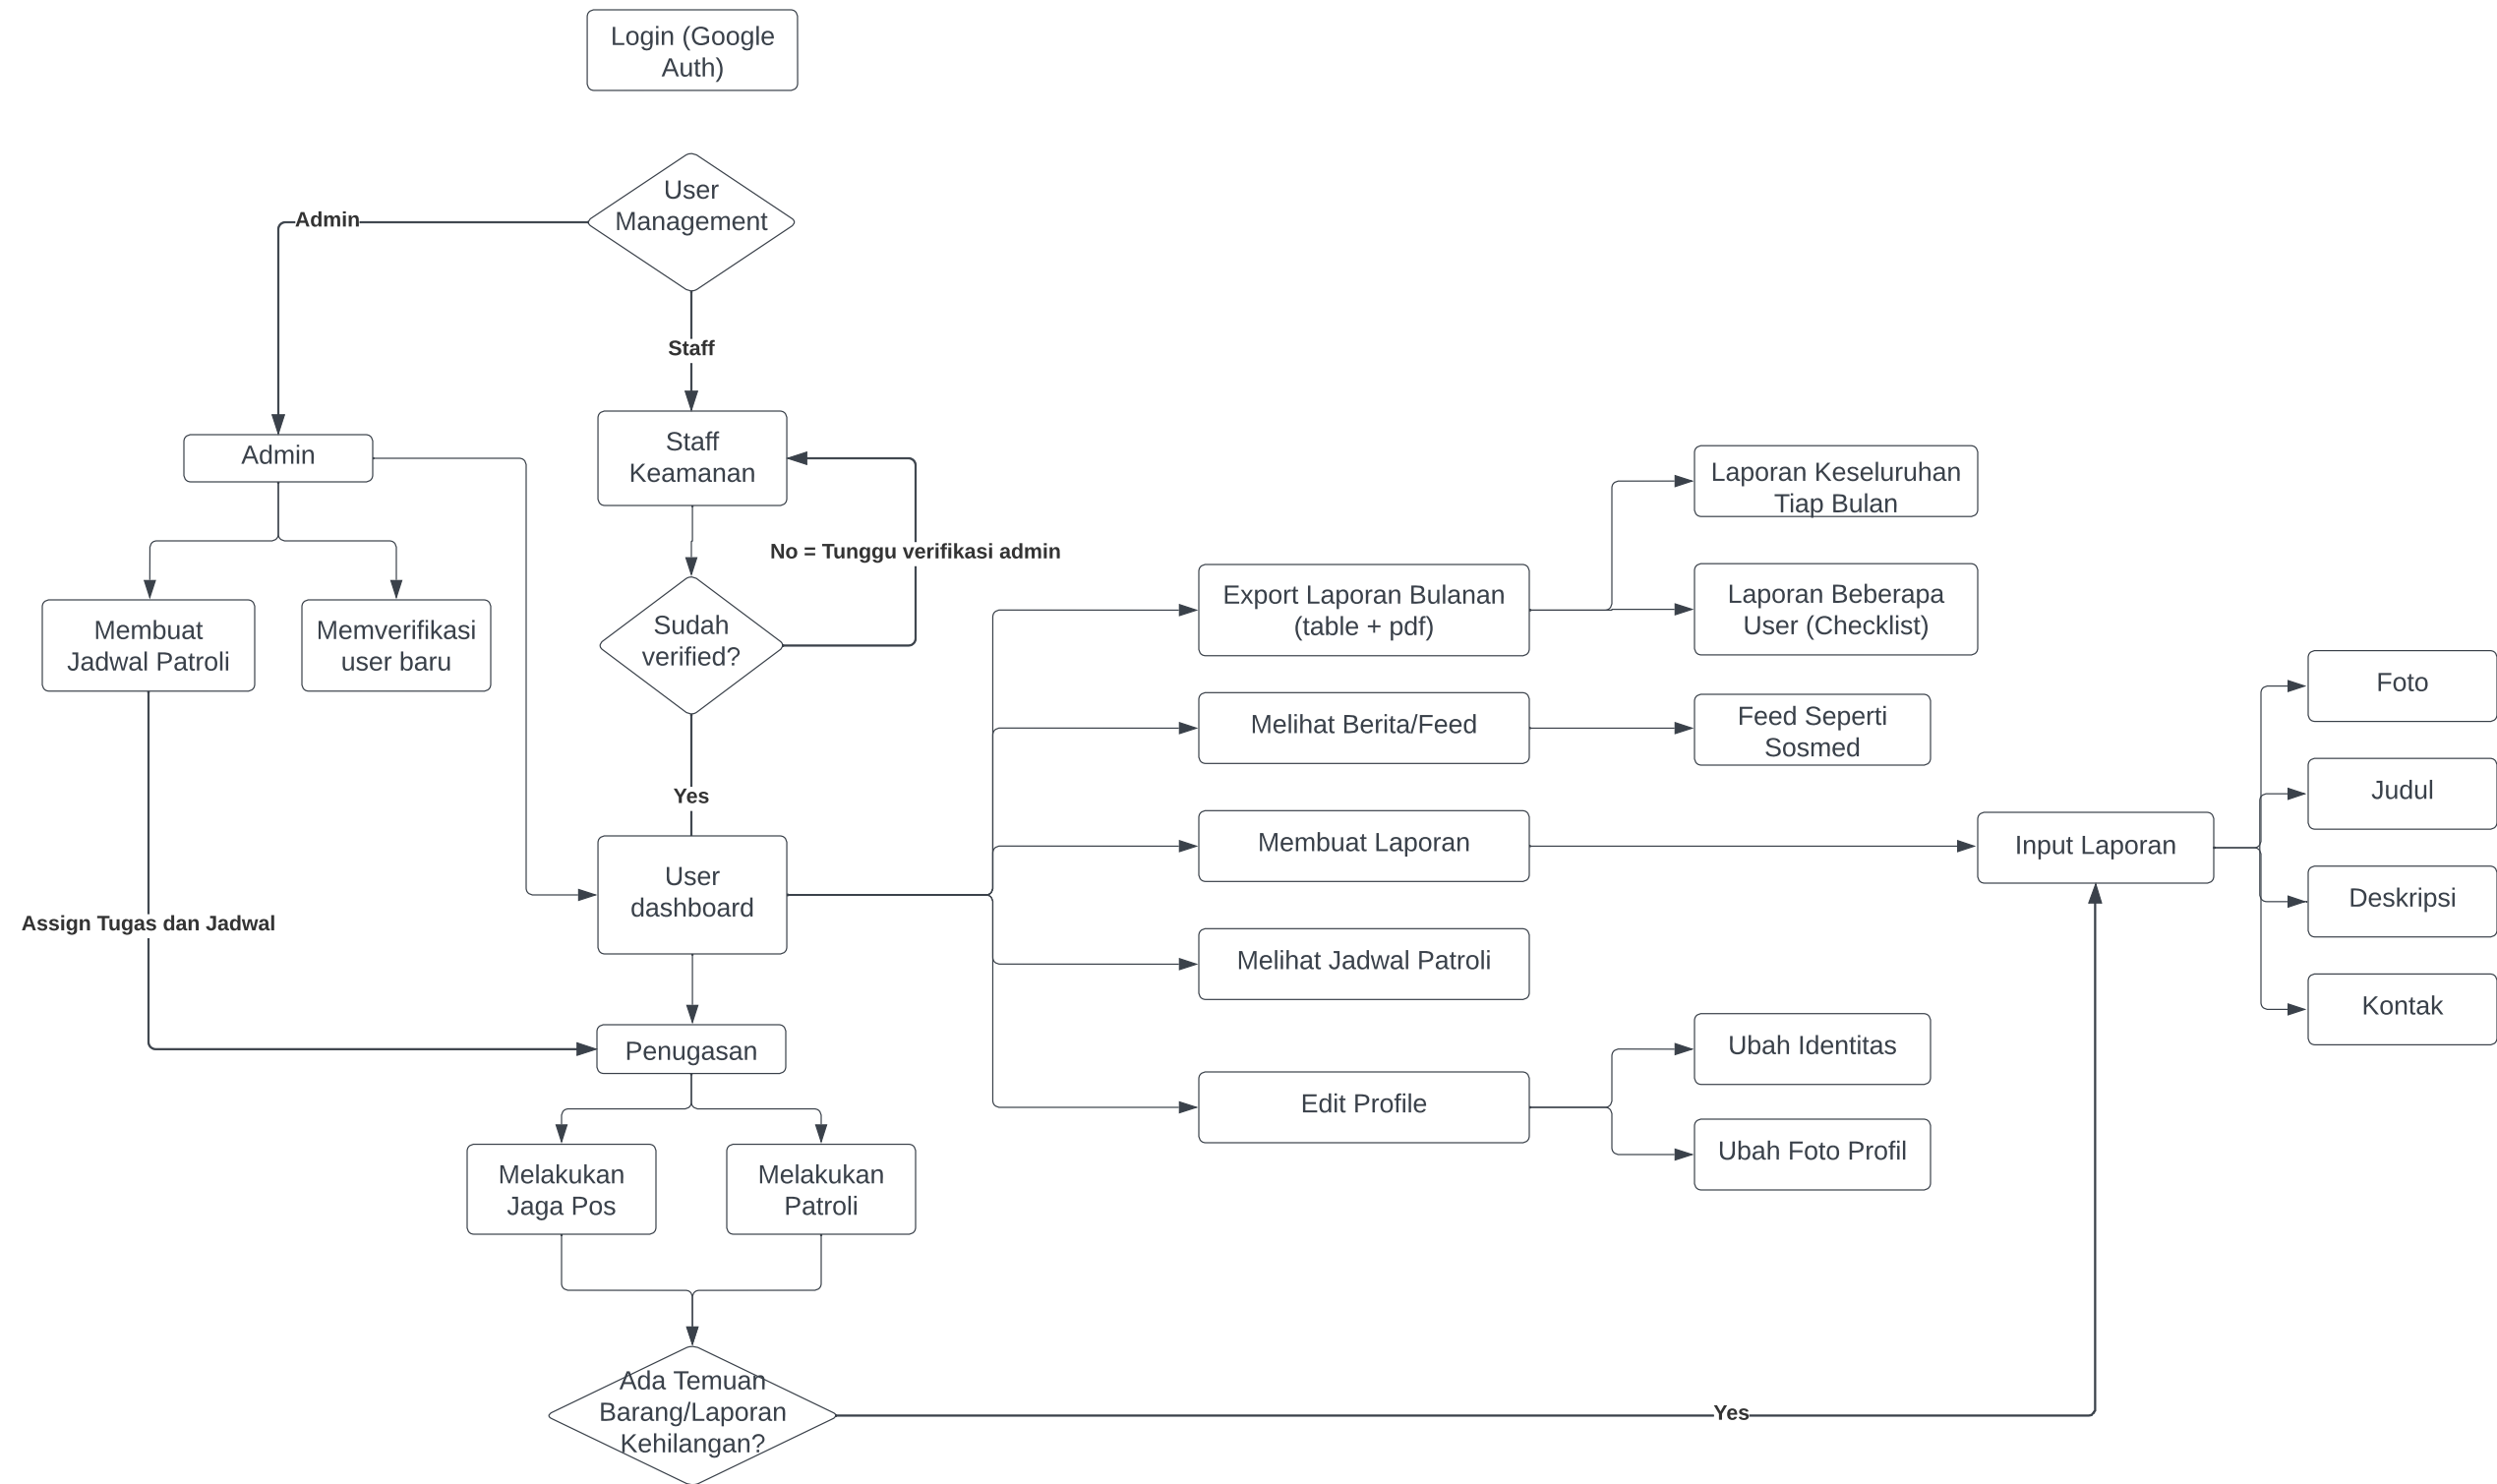 Login (Google
Auth)
User
Management
Admin
Staff
Admin
Staff
Keamanan
No = Tunggu verifikasi admin
Membuat
Jadwal Patroli
Memverifikasi
user baru
Sudah
verified?
Yes
User
dashboard
Assign Tugas dan Jadwal
Penugasan
Melakukan
Jaga Pos
Melakukan
Patroli
Ada Temuan
Barang/Laporan
Kehilangan?
Yes
Export Laporan Bulanan
(table + pdf)
Laporan Keseluruhan
Tiap Bulan
Laporan Beberapa
User (Checklist)
Melihat Berita/Feed
Feed Seperti
Sosmed
Membuat Laporan
Input Laporan
Foto
Judul
Deskripsi
Kontak
Melihat Jadwal Patroli
Edit Profile
Ubah Identitas
Ubah Foto Profil